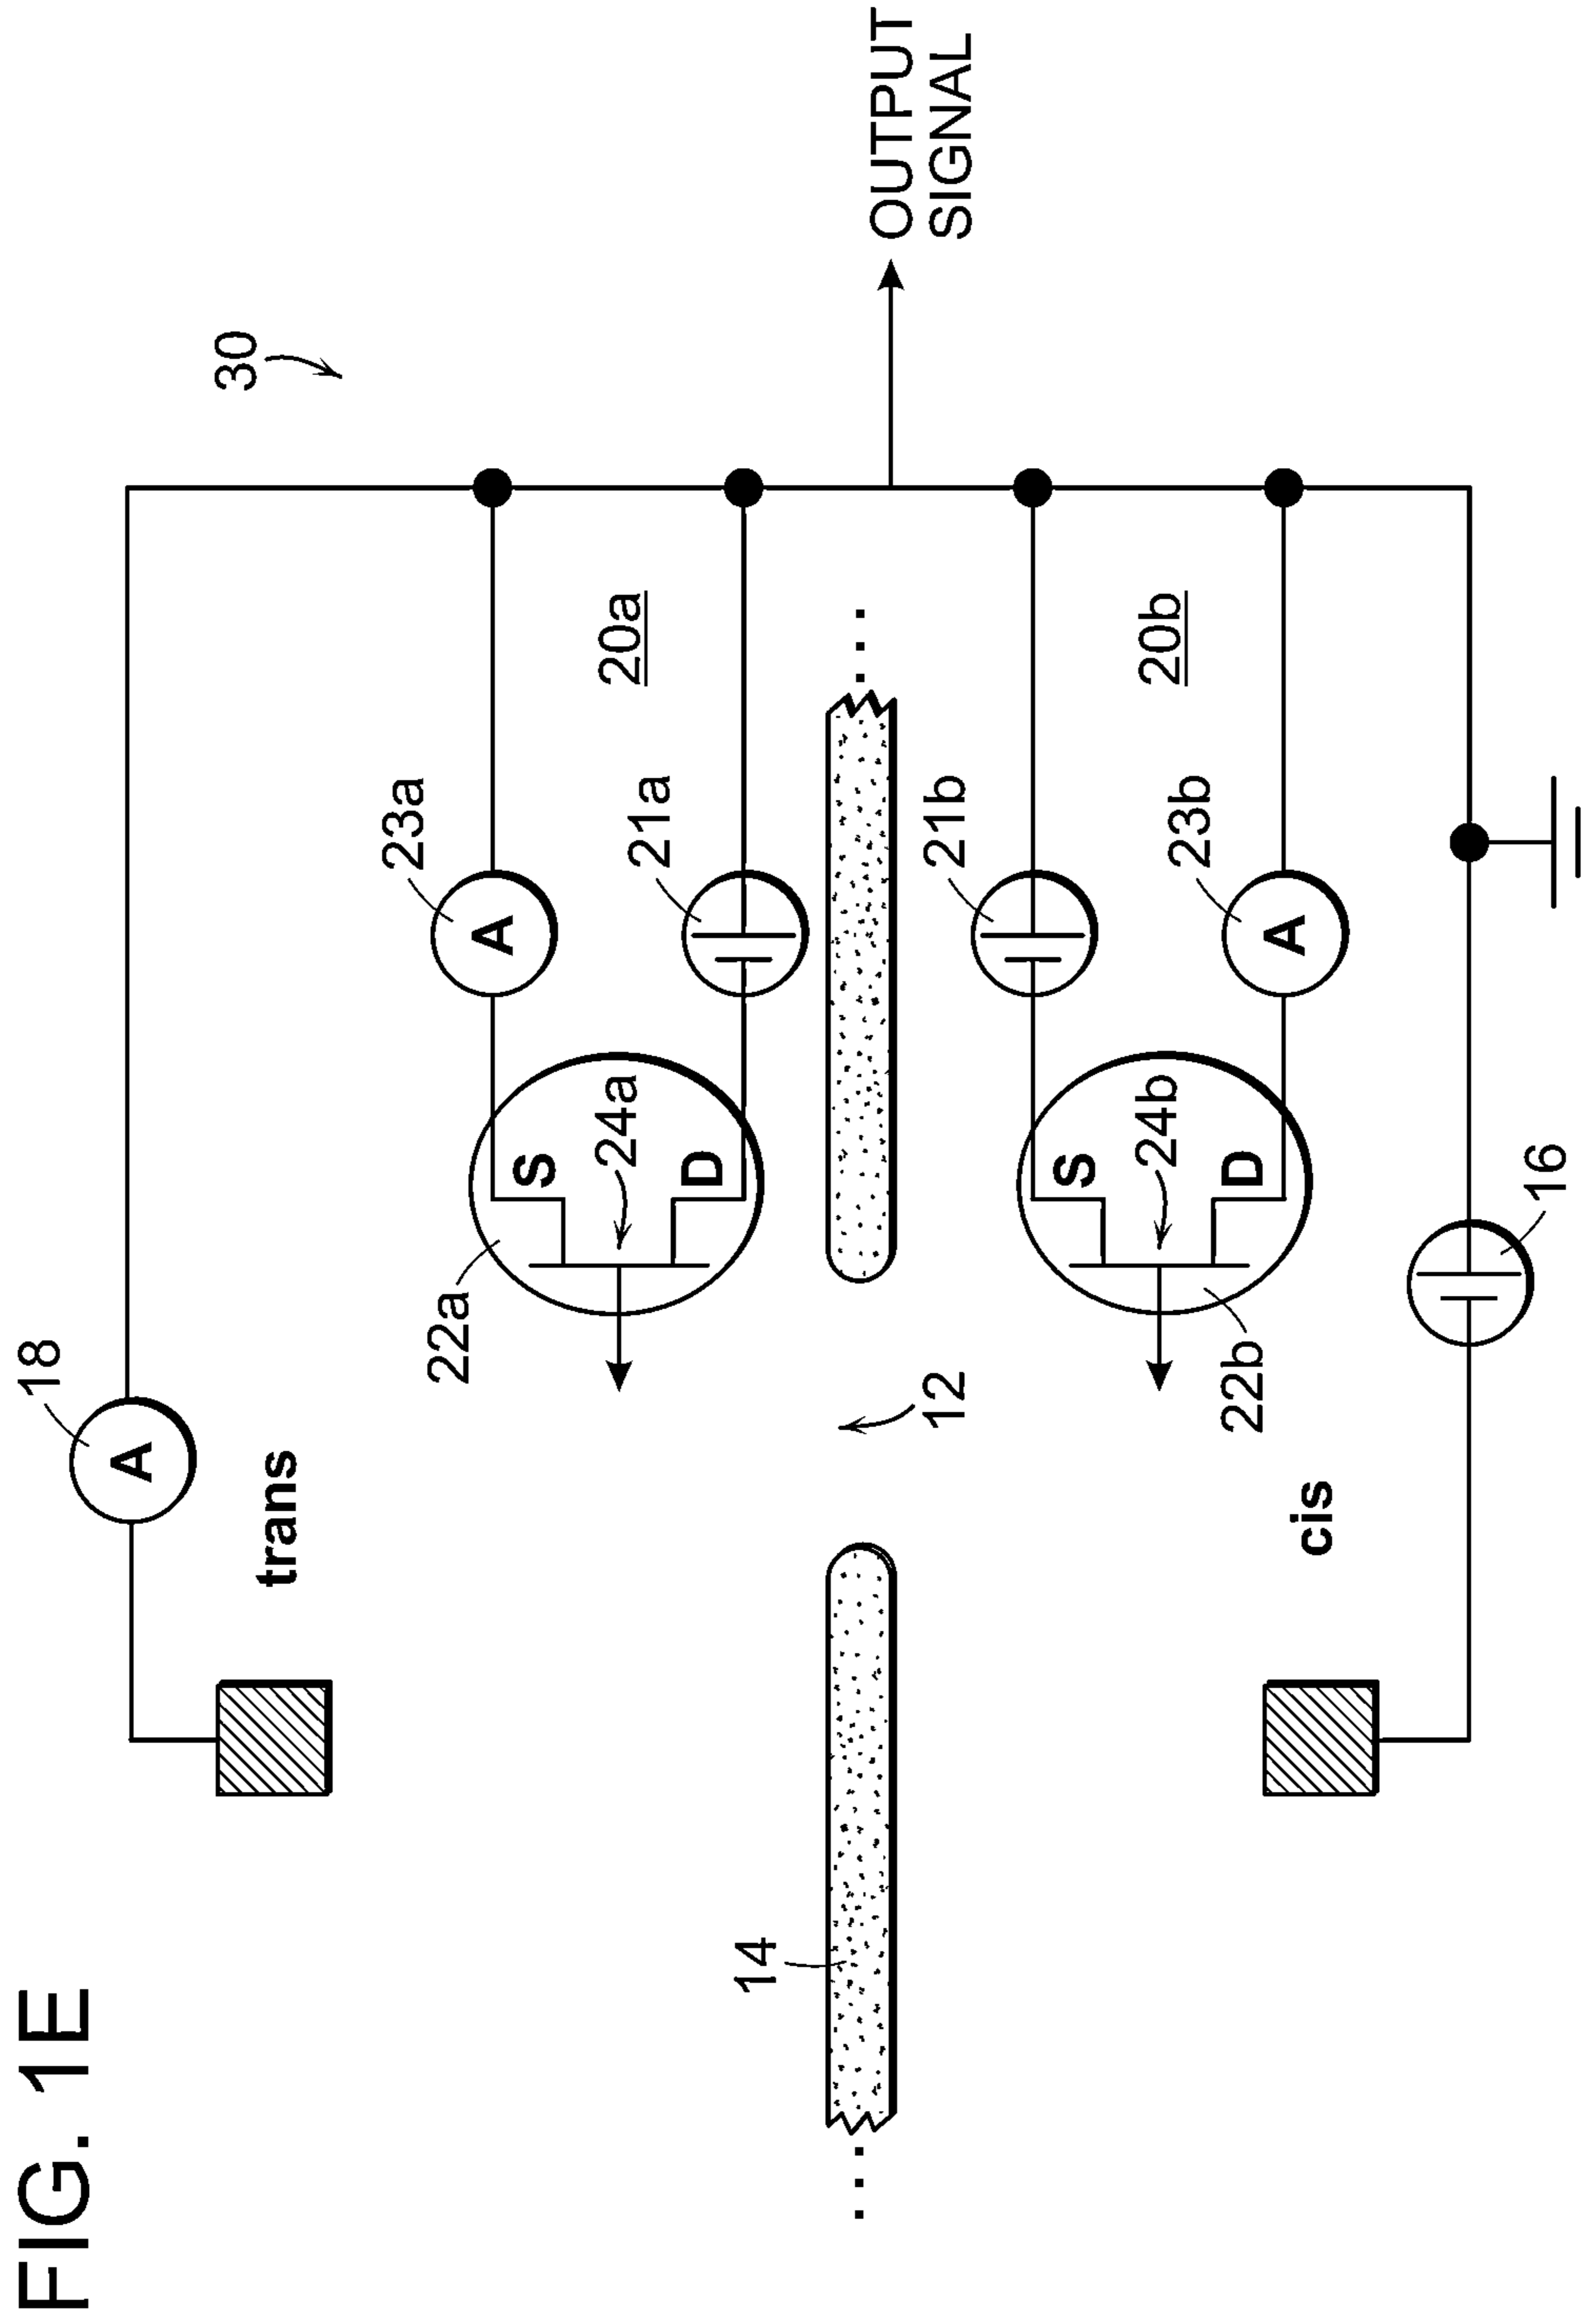 FIG. 1E
30
18
A
trans
23a
A
22a
S
24a
D
20a
21a
14
12
OUTPUT
SIGNAL
21b
20b
S
24b
D
22b
23b
A
cis
16